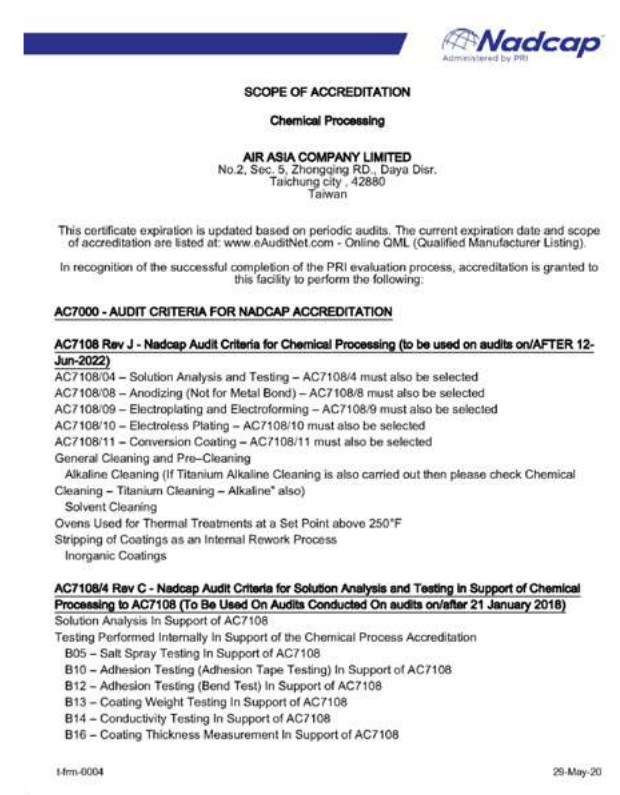 Nadcap
Administered by PRI
SCOPE OF ACCREDITATION
Chemical Processing
AIR ASIA COMPANY LIMITED
No.2, Sec. 5, Zhongqing RD., Daya Disr.
Taichung city , 42880
Taiwan
This certificate expiration is updated based on periodic audits. The current expiration date and scope
of accreditation are listed at: www.eAuditNet.com - Online QML (Qualified Manufacturer Listing).
In recognition of the successful completion of the PRI evaluation process, accreditation is granted to
this facility to perform the following:
AC7000 - AUDIT CRITERIA FOR NADCAP ACCREDITATION
AC7108 Rev J - Nadcap Audit Criteria for Chemical Processing (to be used on audits on/AFTER 12-
Jun-2022)
AC7108/04 – Solution Analysis and Testing – AC7108/4 must also be selected
AC7108/08 – Anodizing (Not for Metal Bond) – AC7108/8 must also be selected
AC7108/09 – Electroplating and Electroforming – AC7108/9 must also be selected
AC7108/10 – Electroless Plating – AC7108/10 must also be selected
AC7108/11 – Conversion Coating – AC7108/11 must also be selected
General Cleaning and Pre–Cleaning
Alkaline Cleaning (If Titanium Alkaline Cleaning is also carried out then please check Chemical
Cleaning – Titanium Cleaning – Alkaline" also)
Solvent Cleaning
Ovens Used for Thermal Treatments at a Set Point above 250°F
Stripping of Coatings as an Internal Rework Process
Inorganic Coatings
AC7108/4 Rev C - Nadcap Audit Criteria for Solution Analysis and Testing in Support of Chemical
Processing to AC7108 (To Be Used On Audits Conducted On audits on/after 21 January 2018)
Solution Analysis In Support of AC7108
Testing Performed Internally In Support of the Chemical Process Accreditation
B05 – Salt Spray Testing In Support of AC7108
B10 – Adhesion Testing (Adhesion Tape Testing) In Support of AC7108
B12 – Adhesion Testing (Bend Test) In Support of AC7108
B13 – Coating Weight Testing In Support of AC7108
B14 – Conductivity Testing In Support of AC7108
B16 – Coating Thickness Measurement In Support of AC7108
t-frm-0004
29-May-20